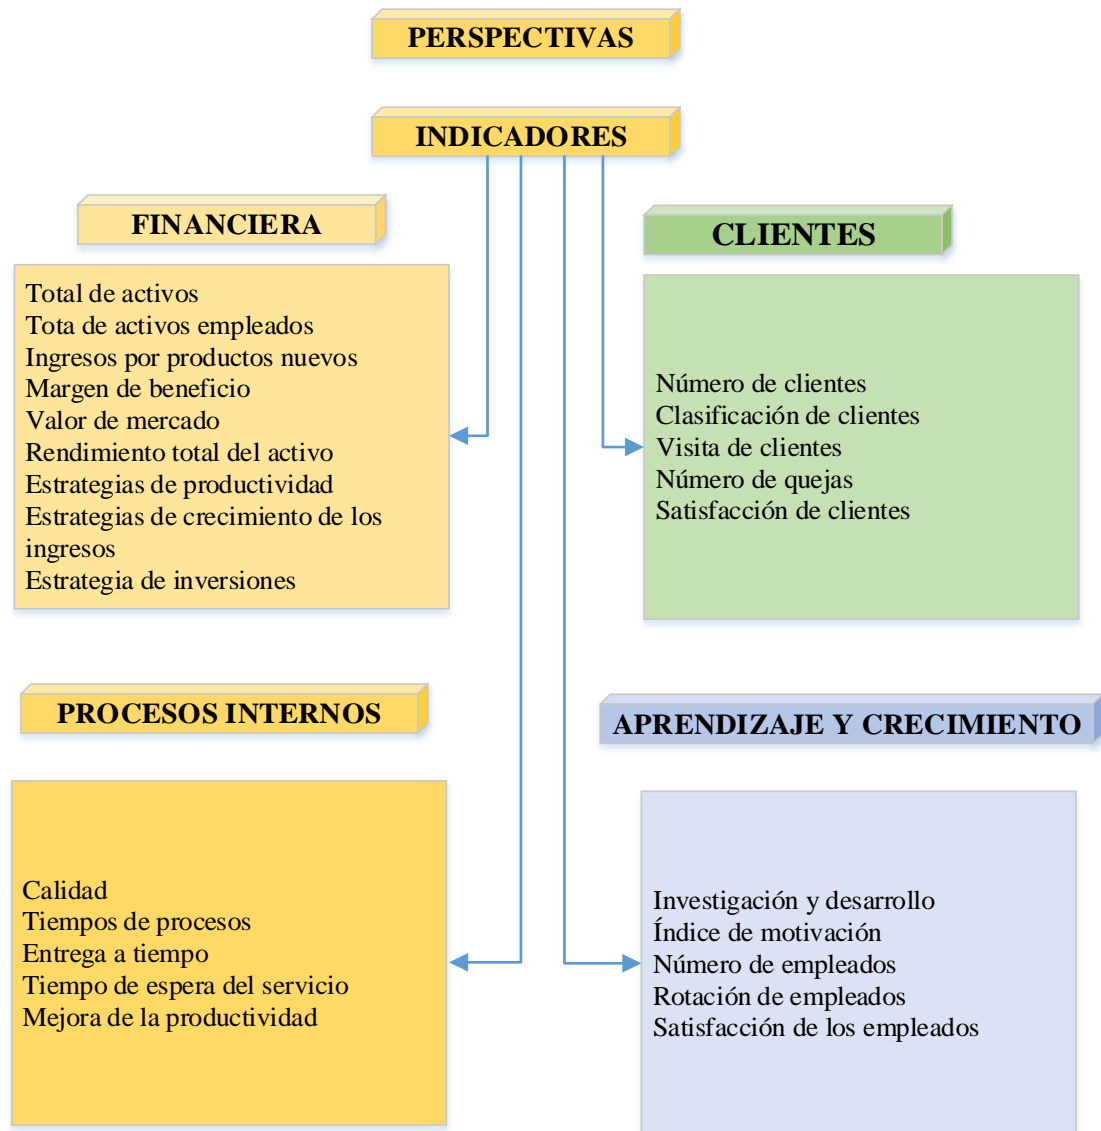 PERSPECTIVAS
INDICADORES
FINANCIERA
Total de activos
Tota de activos empleados
Ingresos por productos nuevos
Margen de beneficio
Valor de mercado
Rendimiento total del activo
Estrategias de productividad
Estrategias de crecimiento de los
ingresos
Estrategia de inversiones
CLIENTES
Número de clientes
Clasificación de clientes
Visita de clientes
Número de quejas
Satisfacción de clientes
PROCESOS INTERNOS
Calidad
Tiempos de procesos
Entrega a tiempo
Tiempo de espera del servicio
Mejora de la productividad
APRENDIZAJE Y CRECIMIENTO
Investigación y desarrollo
Índice de motivación
Número de empleados
Rotación de empleados
Satisfacción de los empleados